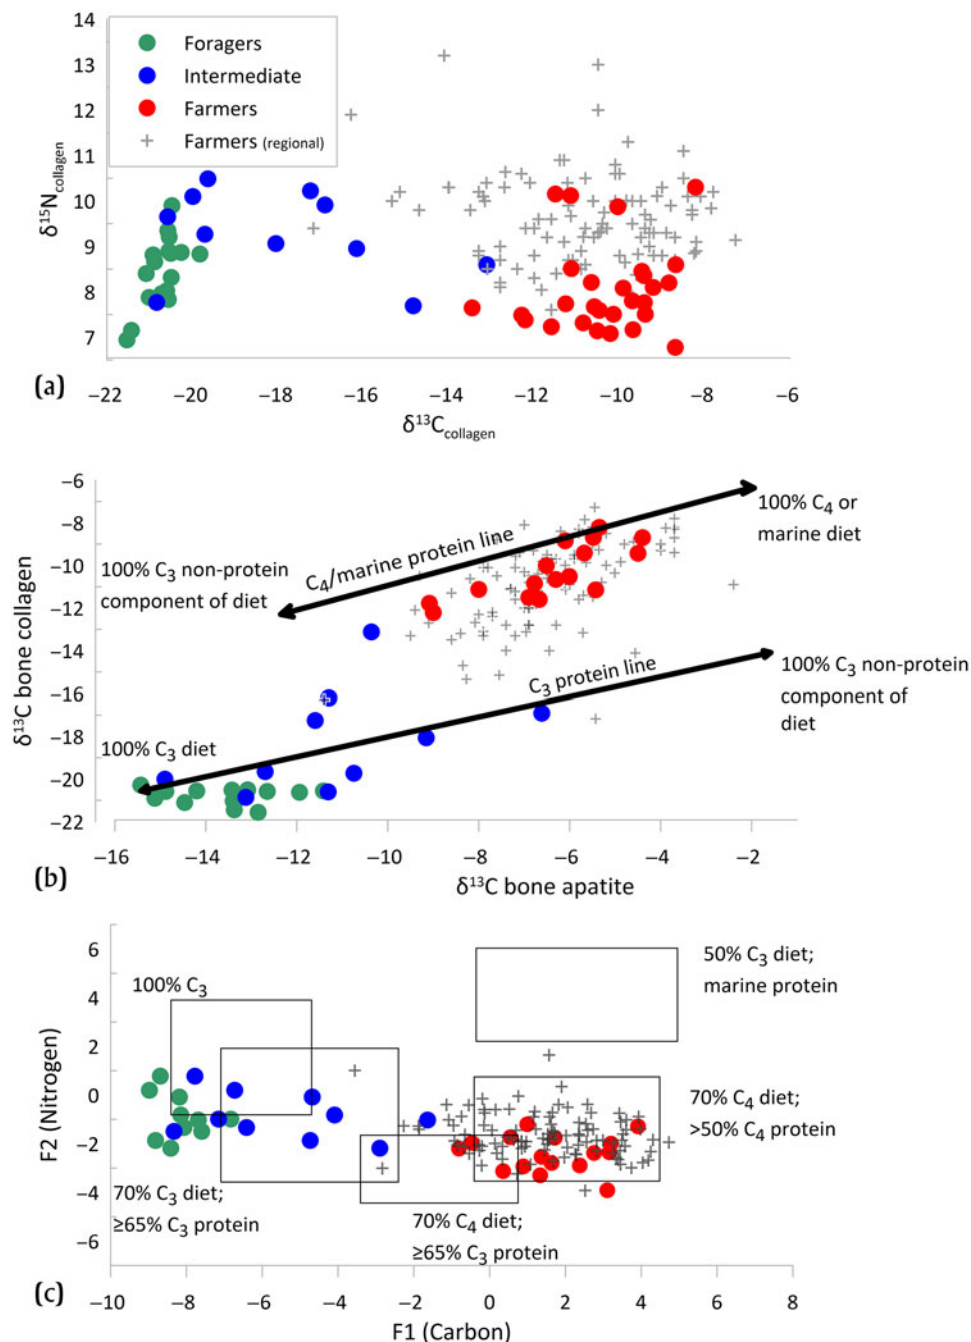 14
13
12
11
10
9
8
7
δ¹⁵N collagen
Foragers
Intermediate
Farmers
Farmers (regional)
(a)
−22 −20 −18 −16 −14 −12 −10 −8 −6
δ¹³C collagen
−6
−8
−10
−12
−14
−16
−18
−20
−22
δ¹³C bone collagen
100% C₄ or
marine diet
C₄/marine protein line
100% C₃ non-protein
component of diet
C₃ protein line
100% C₃ non-protein
component of
diet
100% C₃ diet
(b)
−16 −14 −12 −10 −8 −6 −4 −2
δ¹³C bone apatite
6
4
2
0
−2
−4
−6
F2 (Nitrogen)
100% C₃
50% C₃ diet;
marine protein
70% C₄ diet;
>50% C₄ protein
70% C₃ diet;
≥65% C₃ protein
70% C₄ diet;
≥65% C₃ protein
(c)
−10 −8 −6 −4 −2 0 2 4 6 8
F1 (Carbon)